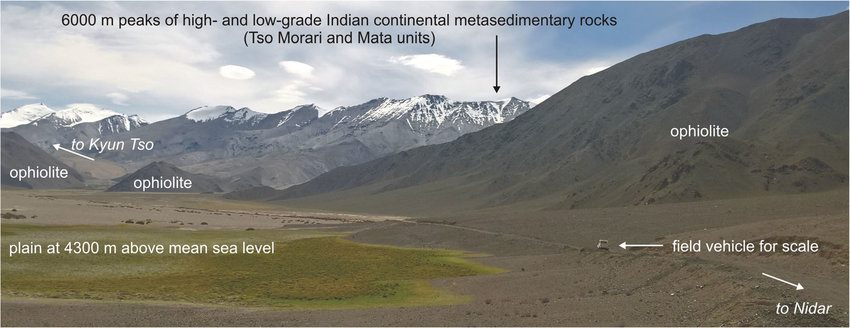 6000 m peaks of high- and low-grade Indian continental metasedimentary rocks
(Tso Morari and Mata units)
to Kyun Tso
ophiolite
ophiolite
ophiolite
plain at 4300 m above mean sea level
field vehicle for scale
to Nidar